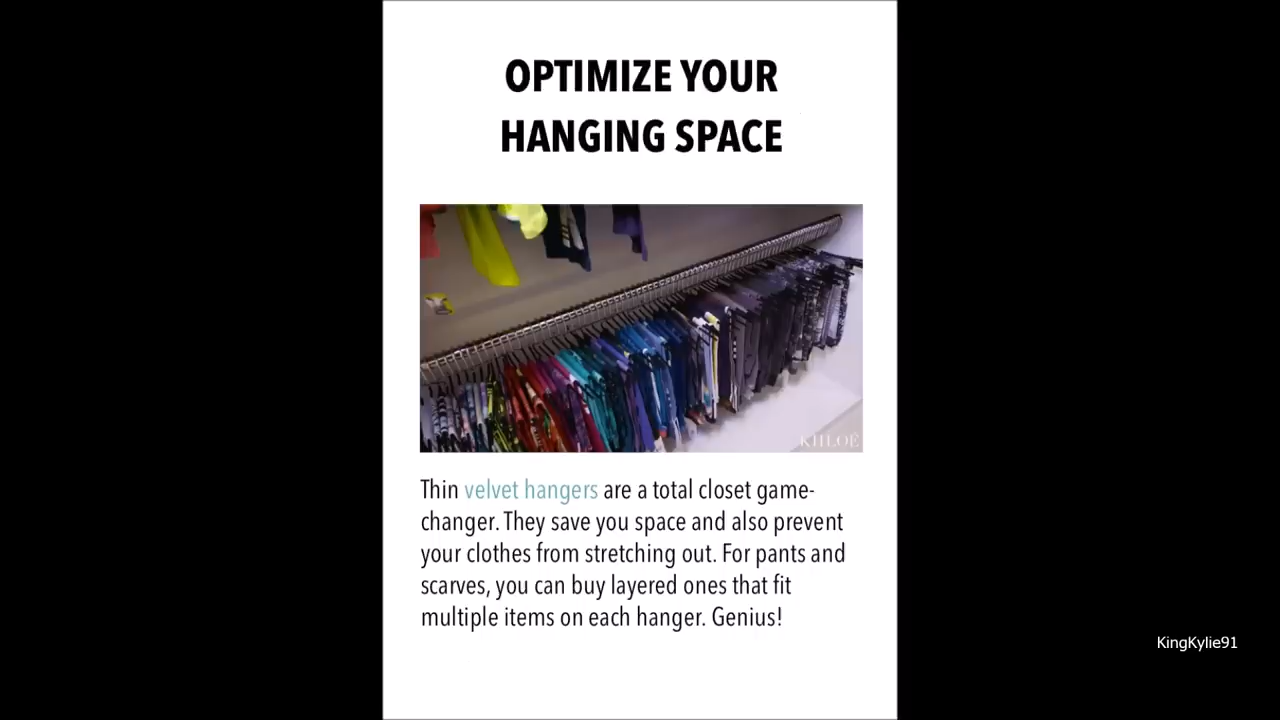 OPTIMIZE YOUR
HANGING SPACE
KHLOÉ
Thin velvet hangers are a total closet game-
changer. They save you space and also prevent
your clothes from stretching out. For pants and
scarves, you can buy layered ones that fit
multiple items on each hanger. Genius!
KingKylie91